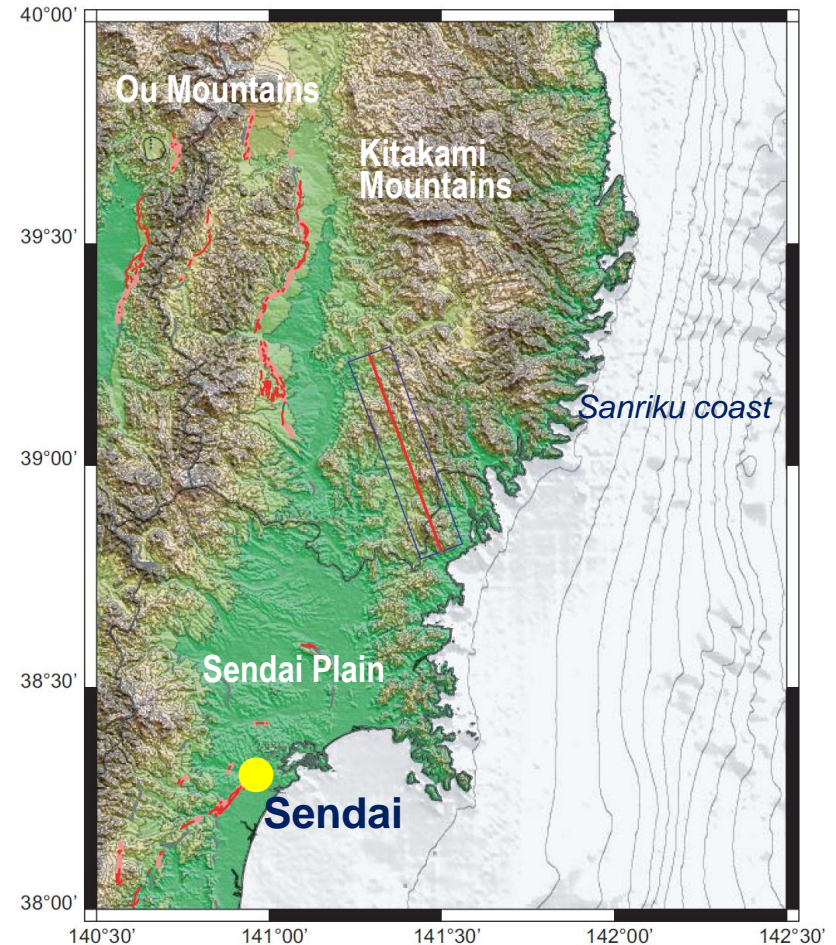 40°00'
Ou Mountains
Kitakami
Mountains
39°30'
Sanriku coast
39°00'
38°30'
Sendai Plain
Sendai
38°00'
140°30'
141°00'
141°30'
142°00'
142°30'